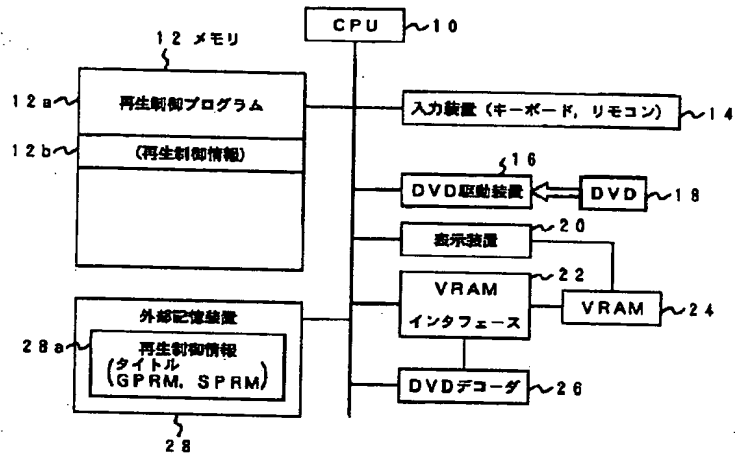 CPU
10
12 メモリ
12a
再生制御プログラム
入力装置(キーボード,リモコン)
14
12b
(再生制御情報)
16
DVD駆動装置
DVD
18
20
表示装置
22
VRAM
インタフェース
VRAM
24
外部記憶装置
28a
再生制御情報
(タイトル
GPRM, SPRM)
DVDデコーダ
26
28